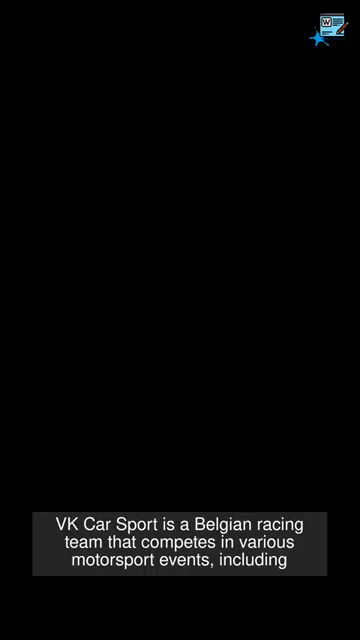 W
VK Car Sport is a Belgian racing
team that competes in various
motorsport events, including